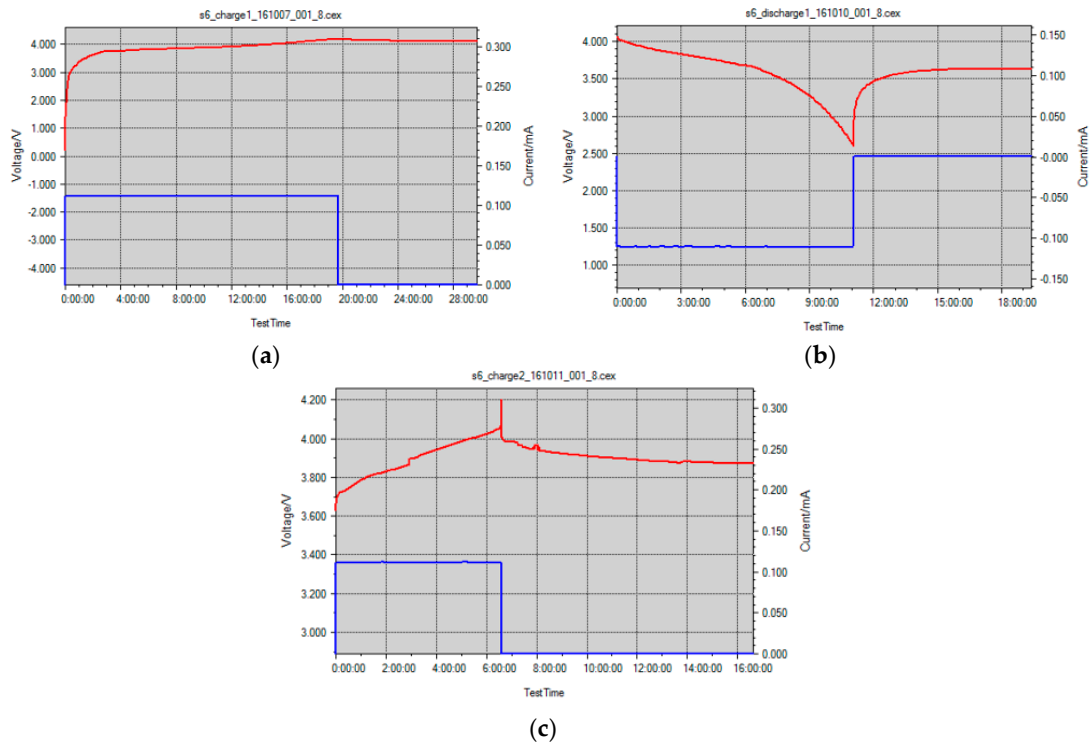 s6_charge1_161007_001_8.cex
4.000
3.000
2.000
1.000
0.000
-1.000
-2.000
-3.000
-4.000
Voltage/V
0.300
0.250
0.200
0.150
0.100
0.050
0.000
Current/mA
0:00:00 4:00:00 8:00:00 12:00:00 16:00:00 20:00:00 24:00:00 28:00:00
TestTime
(a)
s6_discharge1_161010_001_8.cex
4.000
3.500
3.000
2.500
2.000
1.500
1.000
Voltage/V
0.150
0.100
0.050
-0.000
-0.050
-0.100
-0.150
Current/mA
0:00:00 3:00:00 6:00:00 9:00:00 12:00:00 15:00:00 18:00:00
TestTime
(b)
s6_charge2_161011_001_8.cex
4.200
4.000
3.800
3.600
3.400
3.200
3.000
Voltage/V
0.300
0.250
0.200
0.150
0.100
0.050
0.000
Current/mA
0:00:00 2:00:00 4:00:00 6:00:00 8:00:00 10:00:00 12:00:00 14:00:00 16:00:00
TestTime
(c)